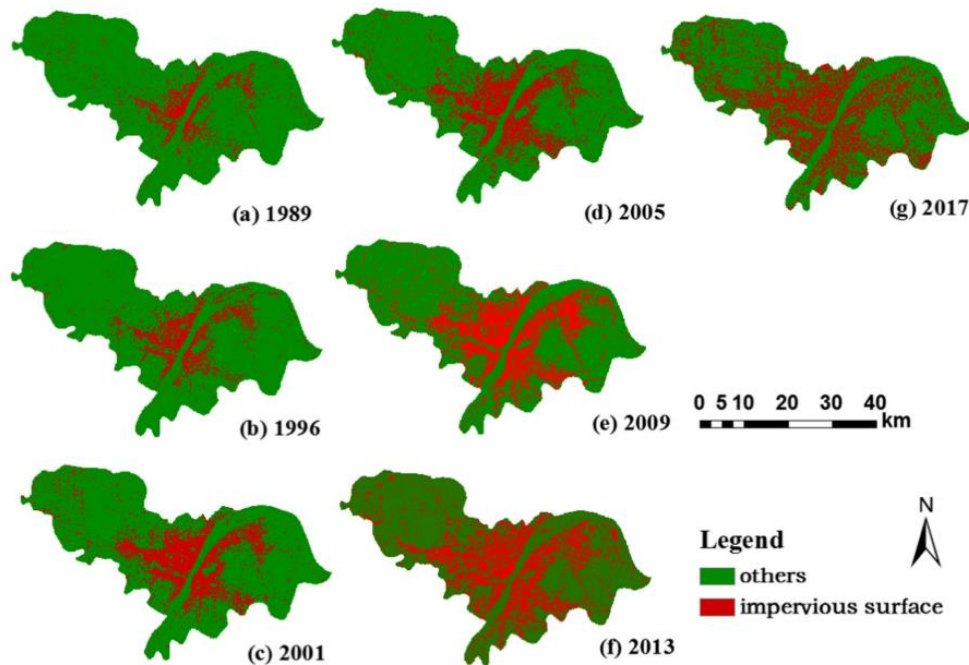 (a) 1989
(d) 2005
(g) 2017
(b) 1996
(e) 2009
0 5 10 20 30 40
km
(c) 2001
(f) 2013
N
Legend
others
impervious surface